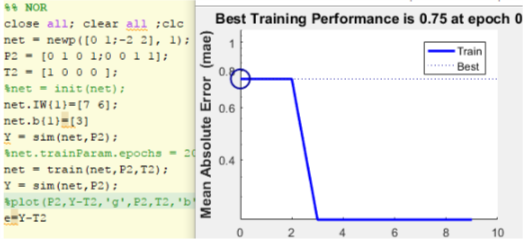 %% NOR
close all; clear all ;clc
net = newp([0 1;-2 2], 1);
P2 = [0 1 0 1;0 0 1 1];
T2 = [1 0 0 0 ];
%net = init(net);
net.IW{1}=[7 6];
net.b{1}=[3]
Y = sim(net,P2);
%net.trainParam.epochs = 20
net = train(net,P2,T2);
Y = sim(net,P2);
%plot(P2,Y-T2,'g',P2,T2,'b'
e=Y-T2
Best Training Performance is 0.75 at epoch 0
Mean Absolute Error (mae)
1
0.8
0.6
0.4
Train
Best
0 2 4 6 8 10